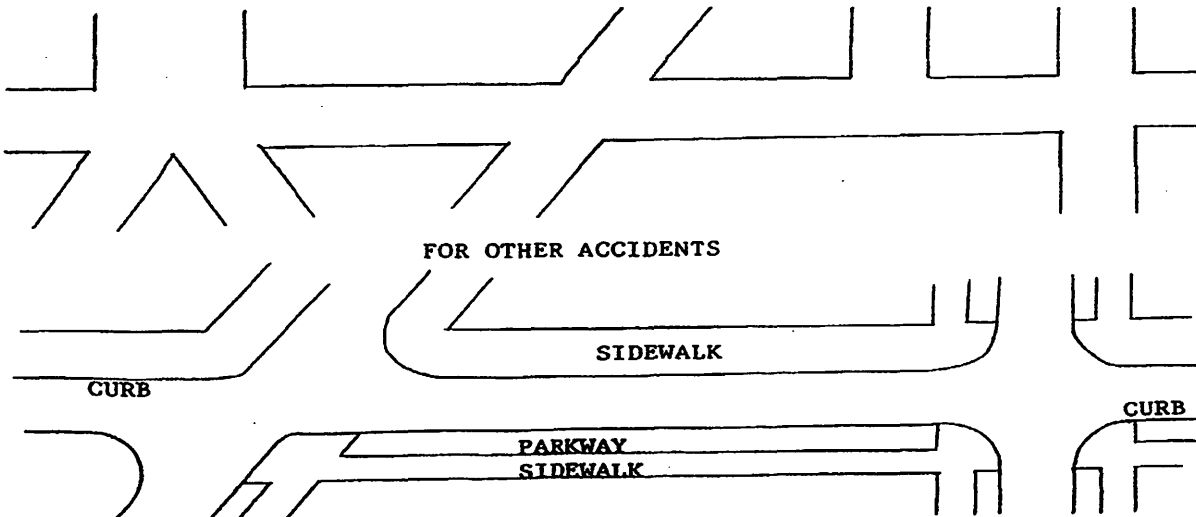 FOR OTHER ACCIDENTS
SIDEWALK
CURB
CURB
PARKWAY
SIDEWALK